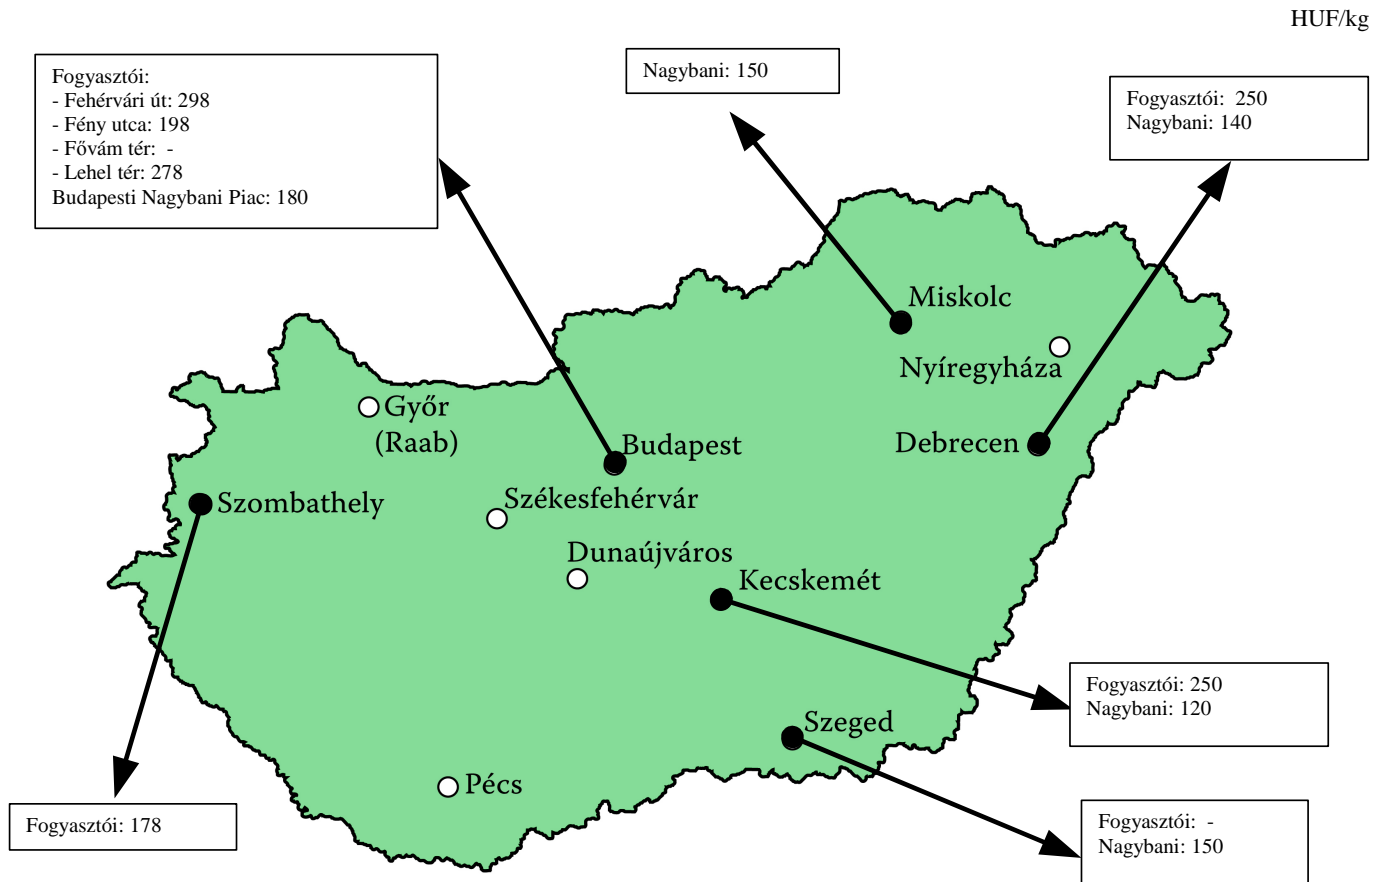 HUF/kg
Fogyasztói:
- Fehérvári út: 298
- Fény utca: 198
- Fővám tér:  -
- Lehel tér: 278
Budapesti Nagybani Piac: 180
Nagybani: 150
Fogyasztói:  250
Nagybani: 140
Miskolc
Nyíregyháza
Győr
(Raab)
Budapest
Debrecen
Szombathely
Székesfehérvár
Dunaújváros
Kecskemét
Fogyasztói: 250
Nagybani: 120
Szeged
Pécs
Fogyasztói: 178
Fogyasztói:  -
Nagybani: 150